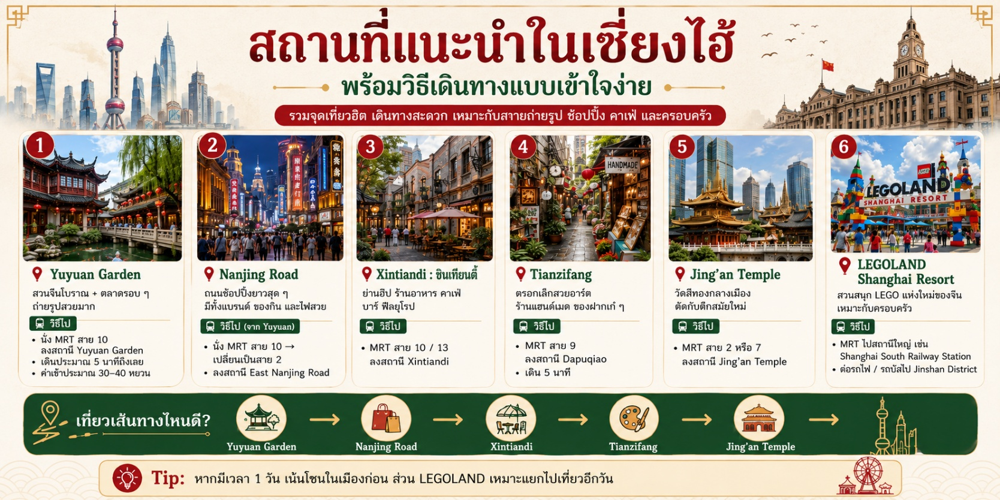 สถานที่แนะนำในเซี่ยงไฮ้
พร้อมวิธีเดินทางแบบเข้าใจง่าย
รวมจุดเที่ยวฮิต เดินทางสะดวก เหมาะกับสายถ่ายรูป ช้อปปิ้ง คาเฟ่ และครอบครัว
1
Yuyuan Garden
สวนจีนโบราณ + ตลาดรอบ ๆ
ถ่ายรูปสวยมาก
วิธีไป
• นั่ง MRT สาย 10
ลงสถานี Yuyuan Garden
• เดินประมาณ 5 นาทีถึงเลย
• ค่าเข้าประมาณ 30–40 หยวน
2
Nanjing Road
ถนนช้อปปิ้งยาวสุด ๆ
มีทั้งแบรนด์ ของกิน และไฟสวย
วิธีไป (จาก Yuyuan)
• นั่ง MRT สาย 10 →
เปลี่ยนเป็นสาย 2
• ลงสถานี East Nanjing Road
3
Xintiandi : ซินเทียนตี้
ย่านฮิป ร้านอาหาร คาเฟ่
บาร์ ฟีลยุโรป
วิธีไป
• MRT สาย 10 / 13
ลงสถานี Xintiandi
4
HANDMADE
Tianzifang
ตรอกเล็กสวยอาร์ต
ร้านแฮนด์เมด ของฝากเก๋ ๆ
วิธีไป
• MRT สาย 9
ลงสถานี Dapuqiao
• เดิน 5 นาที
5
Jing'an Temple
วัดสีทองกลางเมือง
ตัดกับตึกสมัยใหม่
วิธีไป
• MRT สาย 2 หรือ 7
ลงสถานี Jing'an Temple
6
LEGO
LEGOLAND
SHANGHAI RESORT
LEGOLAND
Shanghai Resort
สวนสนุก LEGO แห่งใหม่ของจีน
เหมาะกับครอบครัว
วิธีไป
• MRT ไปสถานีใหญ่ เช่น
Shanghai South Railway Station
• ต่อรถไฟ / รถบัสไป Jinshan District
เที่ยวเส้นทางไหนดี?
Yuyuan Garden
Nanjing Road
Xintiandi
Tianzifang
Jing'an Temple
Tip: หากมีเวลา 1 วัน เน้นโซนในเมืองก่อน ส่วน LEGOLAND เหมาะแยกไปเที่ยวอีกวัน